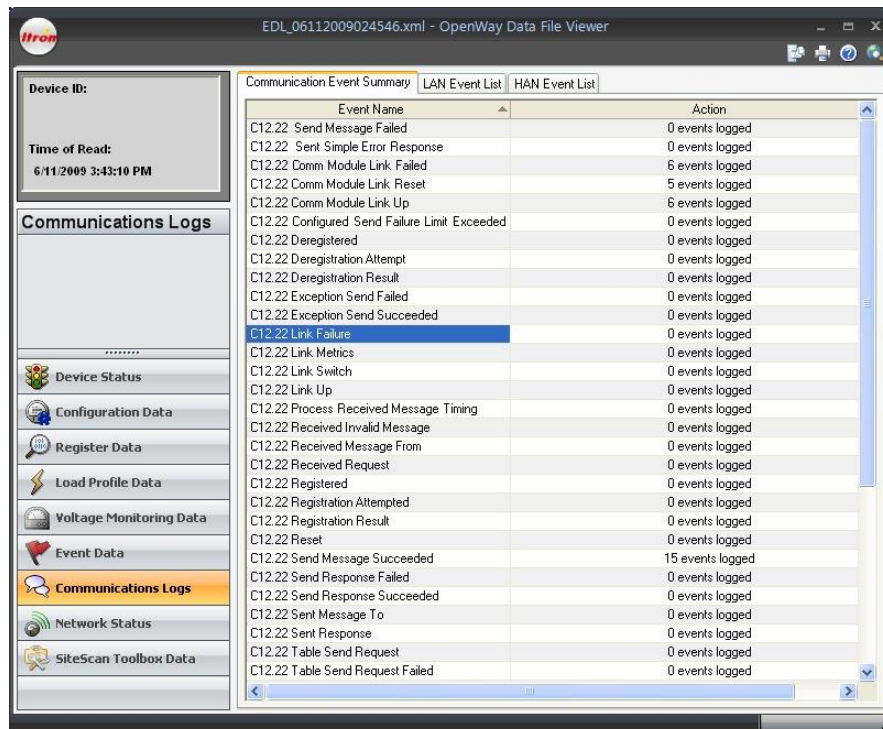 EDL_06112009024546.xml - OpenWay Data File Viewer
Itron
Device ID:
Time of Read:
6/11/2009 3:43:10 PM
Communications Logs
Device Status
Configuration Data
Register Data
Load Profile Data
Voltage Monitoring Data
Event Data
Communications Logs
Network Status
SiteScan Toolbox Data
Communication Event Summary LAN Event List HAN Event List
Event Name Action
C12.22 Send Message Failed 0 events logged
C12.22 Sent Simple Error Response 0 events logged
C12.22 Comm Module Link Failed 6 events logged
C12.22 Comm Module Link Reset 5 events logged
C12.22 Comm Module Link Up 6 events logged
C12.22 Configured Send Failure Limit Exceeded 0 events logged
C12.22 Deregistered 0 events logged
C12.22 Deregistration Attempt 0 events logged
C12.22 Deregistration Result 0 events logged
C12.22 Exception Send Failed 0 events logged
C12.22 Exception Send Succeeded 0 events logged
C12.22 Link Failure 0 events logged
C12.22 Link Metrics 0 events logged
C12.22 Link Switch 0 events logged
C12.22 Link Up 0 events logged
C12.22 Process Received Message Timing 0 events logged
C12.22 Received Invalid Message 0 events logged
C12.22 Received Message From 0 events logged
C12.22 Received Request 0 events logged
C12.22 Registered 0 events logged
C12.22 Registration Attempted 0 events logged
C12.22 Registration Result 0 events logged
C12.22 Reset 0 events logged
C12.22 Send Message Succeeded 15 events logged
C12.22 Send Response Failed 0 events logged
C12.22 Send Response Succeeded 0 events logged
C12.22 Sent Message To 0 events logged
C12.22 Sent Response 0 events logged
C12.22 Table Send Request 0 events logged
C12.22 Table Send Request Failed 0 events logged